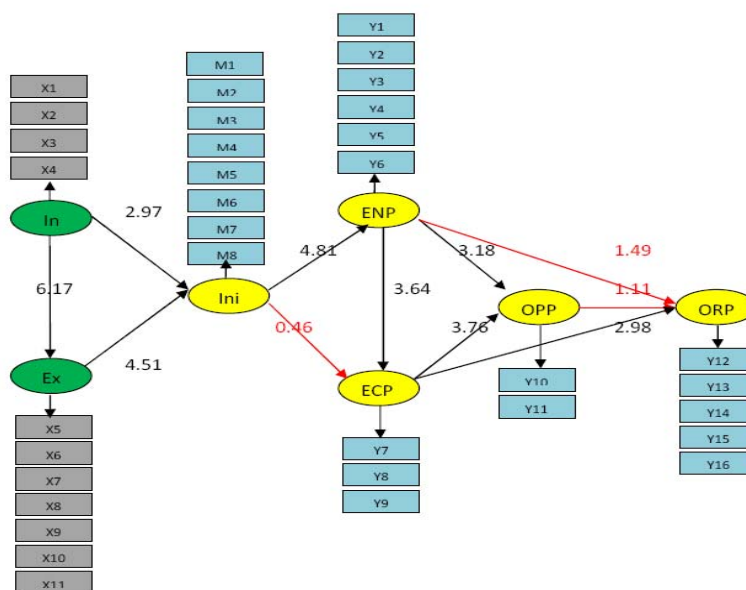 X1
X2
X3
X4
In
2.97
6.17
4.51
Ex
X5
X6
X7
X8
X9
X10
X11
M1
M2
M3
M4
M5
M6
M7
M8
Ini
4.81
0.46
Y1
Y2
Y3
Y4
Y5
Y6
ENP
3.64
ECP
Y7
Y8
Y9
3.18
3.76
OPP
Y10
Y11
1.49
1.11
2.98
ORP
Y12
Y13
Y14
Y15
Y16